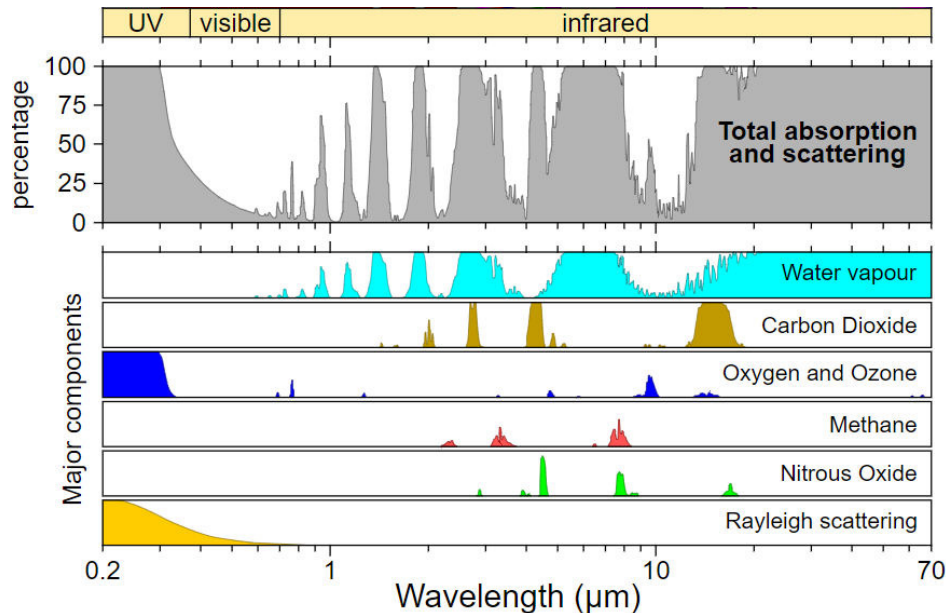 UV visible infrared
percentage
100
75
50
25
0
Total absorption
and scattering
Major components
Water vapour
Carbon Dioxide
Oxygen and Ozone
Methane
Nitrous Oxide
Rayleigh scattering
0.2 1 10 70
Wavelength (µm)